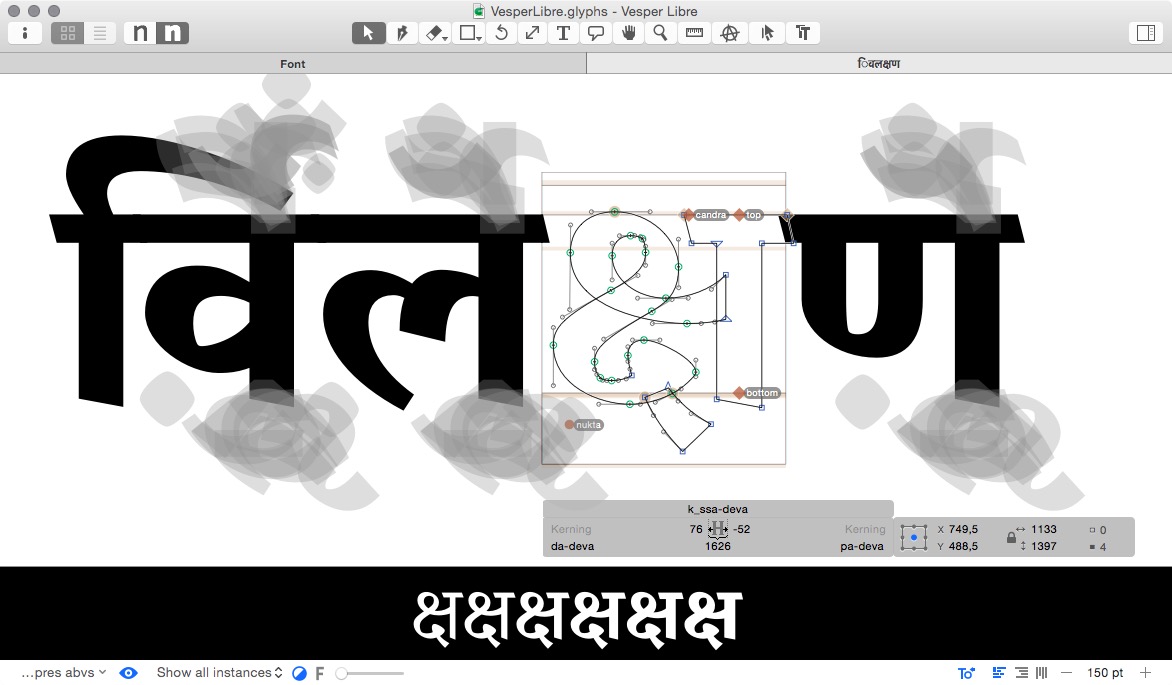 VesperLibre.glyphs - Vesper Libre
Font
िवलक्षण
विलक्षण
candra top
bottom
nukta
k_ssa-deva
Kerning 76 H -52 Kerning
da-deva 1626 pa-deva
X 749,5 1133 0
Y 488,5 1397 4
क्षक्षक्षक्षक्षक्ष
...pres abvs Show all instances F 150 pt